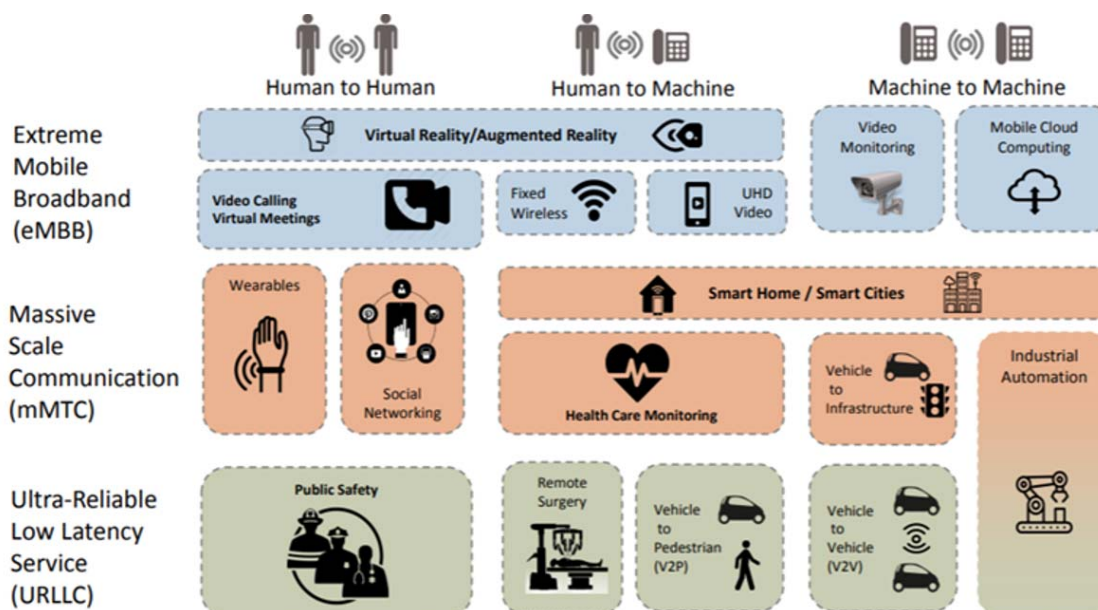 Human to Human
Human to Machine
Machine to Machine
Extreme
Mobile
Broadband
(eMBB)
Virtual Reality/Augmented Reality
Video
Monitoring
Mobile Cloud
Computing
Video Calling
Virtual Meetings
Fixed
Wireless
UHD
Video
Massive
Scale
Communication
(mMTC)
Wearables
Social
Networking
Smart Home / Smart Cities
Health Care Monitoring
Vehicle
to
Infrastructure
Industrial
Automation
Ultra-Reliable
Low Latency
Service
(URLLC)
Public Safety
Remote
Surgery
Vehicle
to
Pedestrian
(V2P)
Vehicle
to
Vehicle
(V2V)